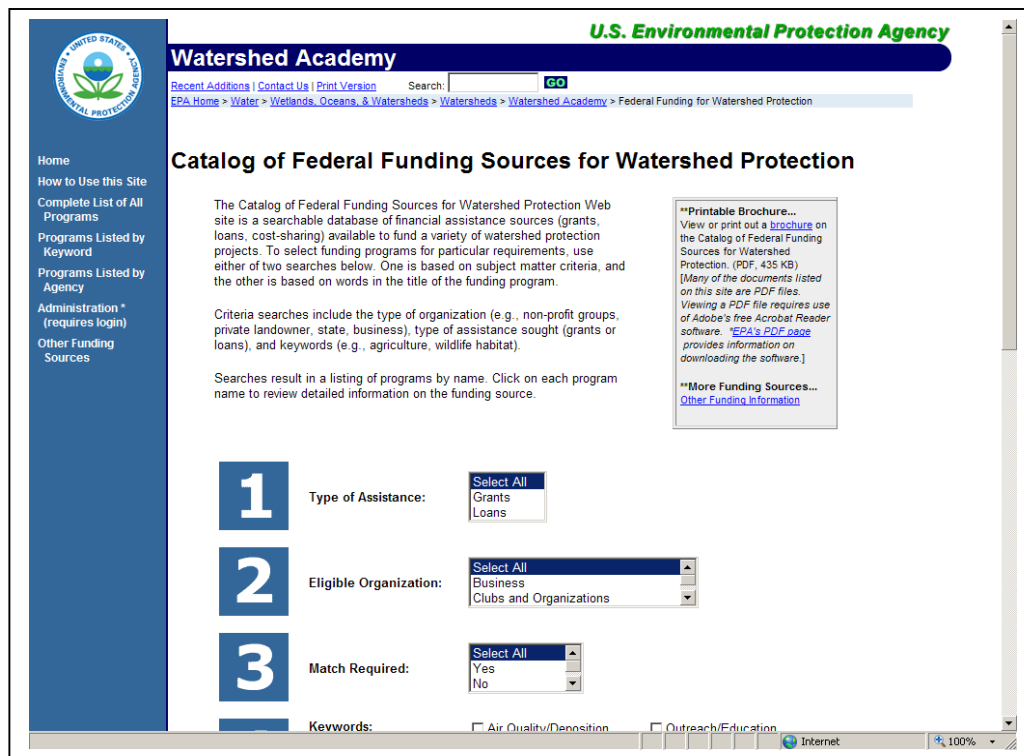 U.S. Environmental Protection Agency
UNITED STATES
ENVIRONMENTAL PROTECTION AGENCY
Watershed Academy
Recent Additions | Contact Us | Print Version Search: GO
EPA Home > Water > Wetlands, Oceans, & Watersheds > Watersheds > Watershed Academy > Federal Funding for Watershed Protection
Home
How to Use this Site
Complete List of All
Programs
Programs Listed by
Keyword
Programs Listed by
Agency
Administration *
(requires login)
Other Funding
Sources
Catalog of Federal Funding Sources for Watershed Protection
The Catalog of Federal Funding Sources for Watershed Protection Web
site is a searchable database of financial assistance sources (grants,
loans, cost-sharing) available to fund a variety of watershed protection
projects. To select funding programs for particular requirements, use
either of two searches below. One is based on subject matter criteria, and
the other is based on words in the title of the funding program.
Criteria searches include the type of organization (e.g., non-profit groups,
private landowner, state, business), type of assistance sought (grants or
loans), and keywords (e.g., agriculture, wildlife habitat).
Searches result in a listing of programs by name. Click on each program
name to review detailed information on the funding source.
**Printable Brochure...
View or print out a brochure on
the Catalog of Federal Funding
Sources for Watershed
Protection. (PDF, 435 KB)
[Many of the documents listed
on this site are PDF files.
Viewing a PDF file requires use
of Adobe's free Acrobat Reader
software. *EPA's PDF page
provides information on
downloading the software.]
**More Funding Sources...
Other Funding Information
1 Type of Assistance:
Select All
Grants
Loans
2 Eligible Organization:
Select All
Business
Clubs and Organizations
3 Match Required:
Select All
Yes
No
Keywords: Air Quality/Deposition Outreach/Education
Internet 100%